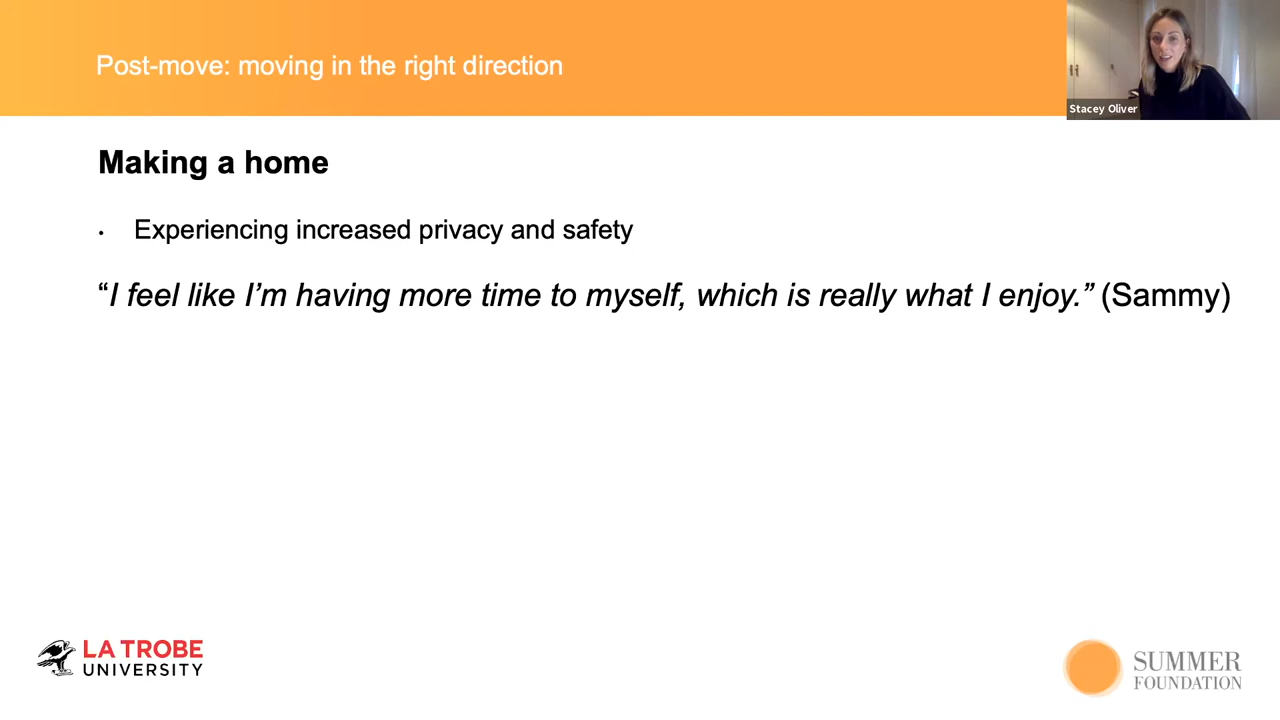 Post-move: moving in the right direction
Stacey Oliver
Making a home
• Experiencing increased privacy and safety
“I feel like I’m having more time to myself, which is really what I enjoy.” (Sammy)
LA TROBE
UNIVERSITY
SUMMER
FOUNDATION